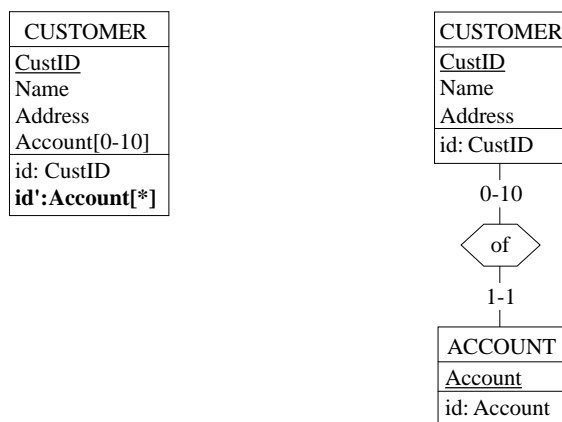 CUSTOMER
CustID
Name
Address
Account[0-10]
id: CustID
id':Account[*]
CUSTOMER
CustID
Name
Address
id: CustID
0-10
of
1-1
ACCOUNT
Account
id: Account